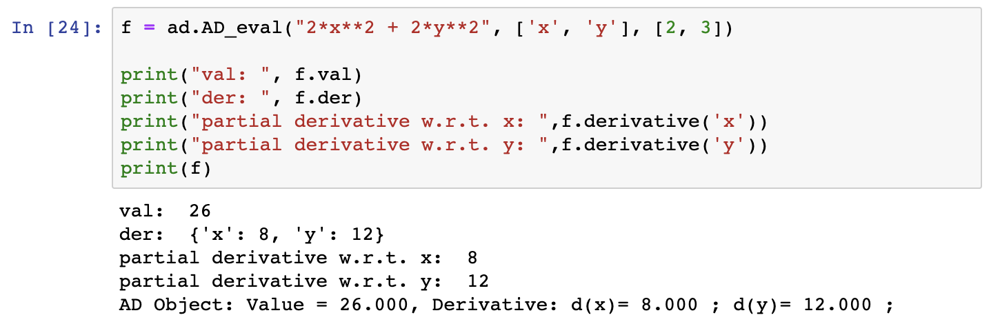 In [24]: f = ad.AD_eval("2*x**2 + 2*y**2", ['x', 'y'], [2, 3])
print("val: ", f.val)
print("der: ", f.der)
print("partial derivative w.r.t. x: ",f.derivative('x'))
print("partial derivative w.r.t. y: ",f.derivative('y'))
print(f)
val:  26
der:  {'x': 8, 'y': 12}
partial derivative w.r.t. x:  8
partial derivative w.r.t. y:  12
AD Object: Value = 26.000, Derivative: d(x)= 8.000 ; d(y)= 12.000 ;